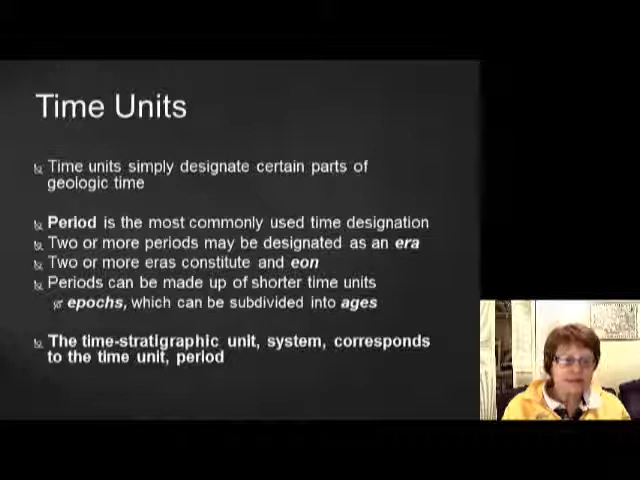 Time Units
Time units simply designate certain parts of
geologic time
Period is the most commonly used time designation
Two or more periods may be designated as an era
Two or more eras constitute and eon
Periods can be made up of shorter time units
epochs, which can be subdivided into ages
The time-stratigraphic unit, system, corresponds
to the time unit, period